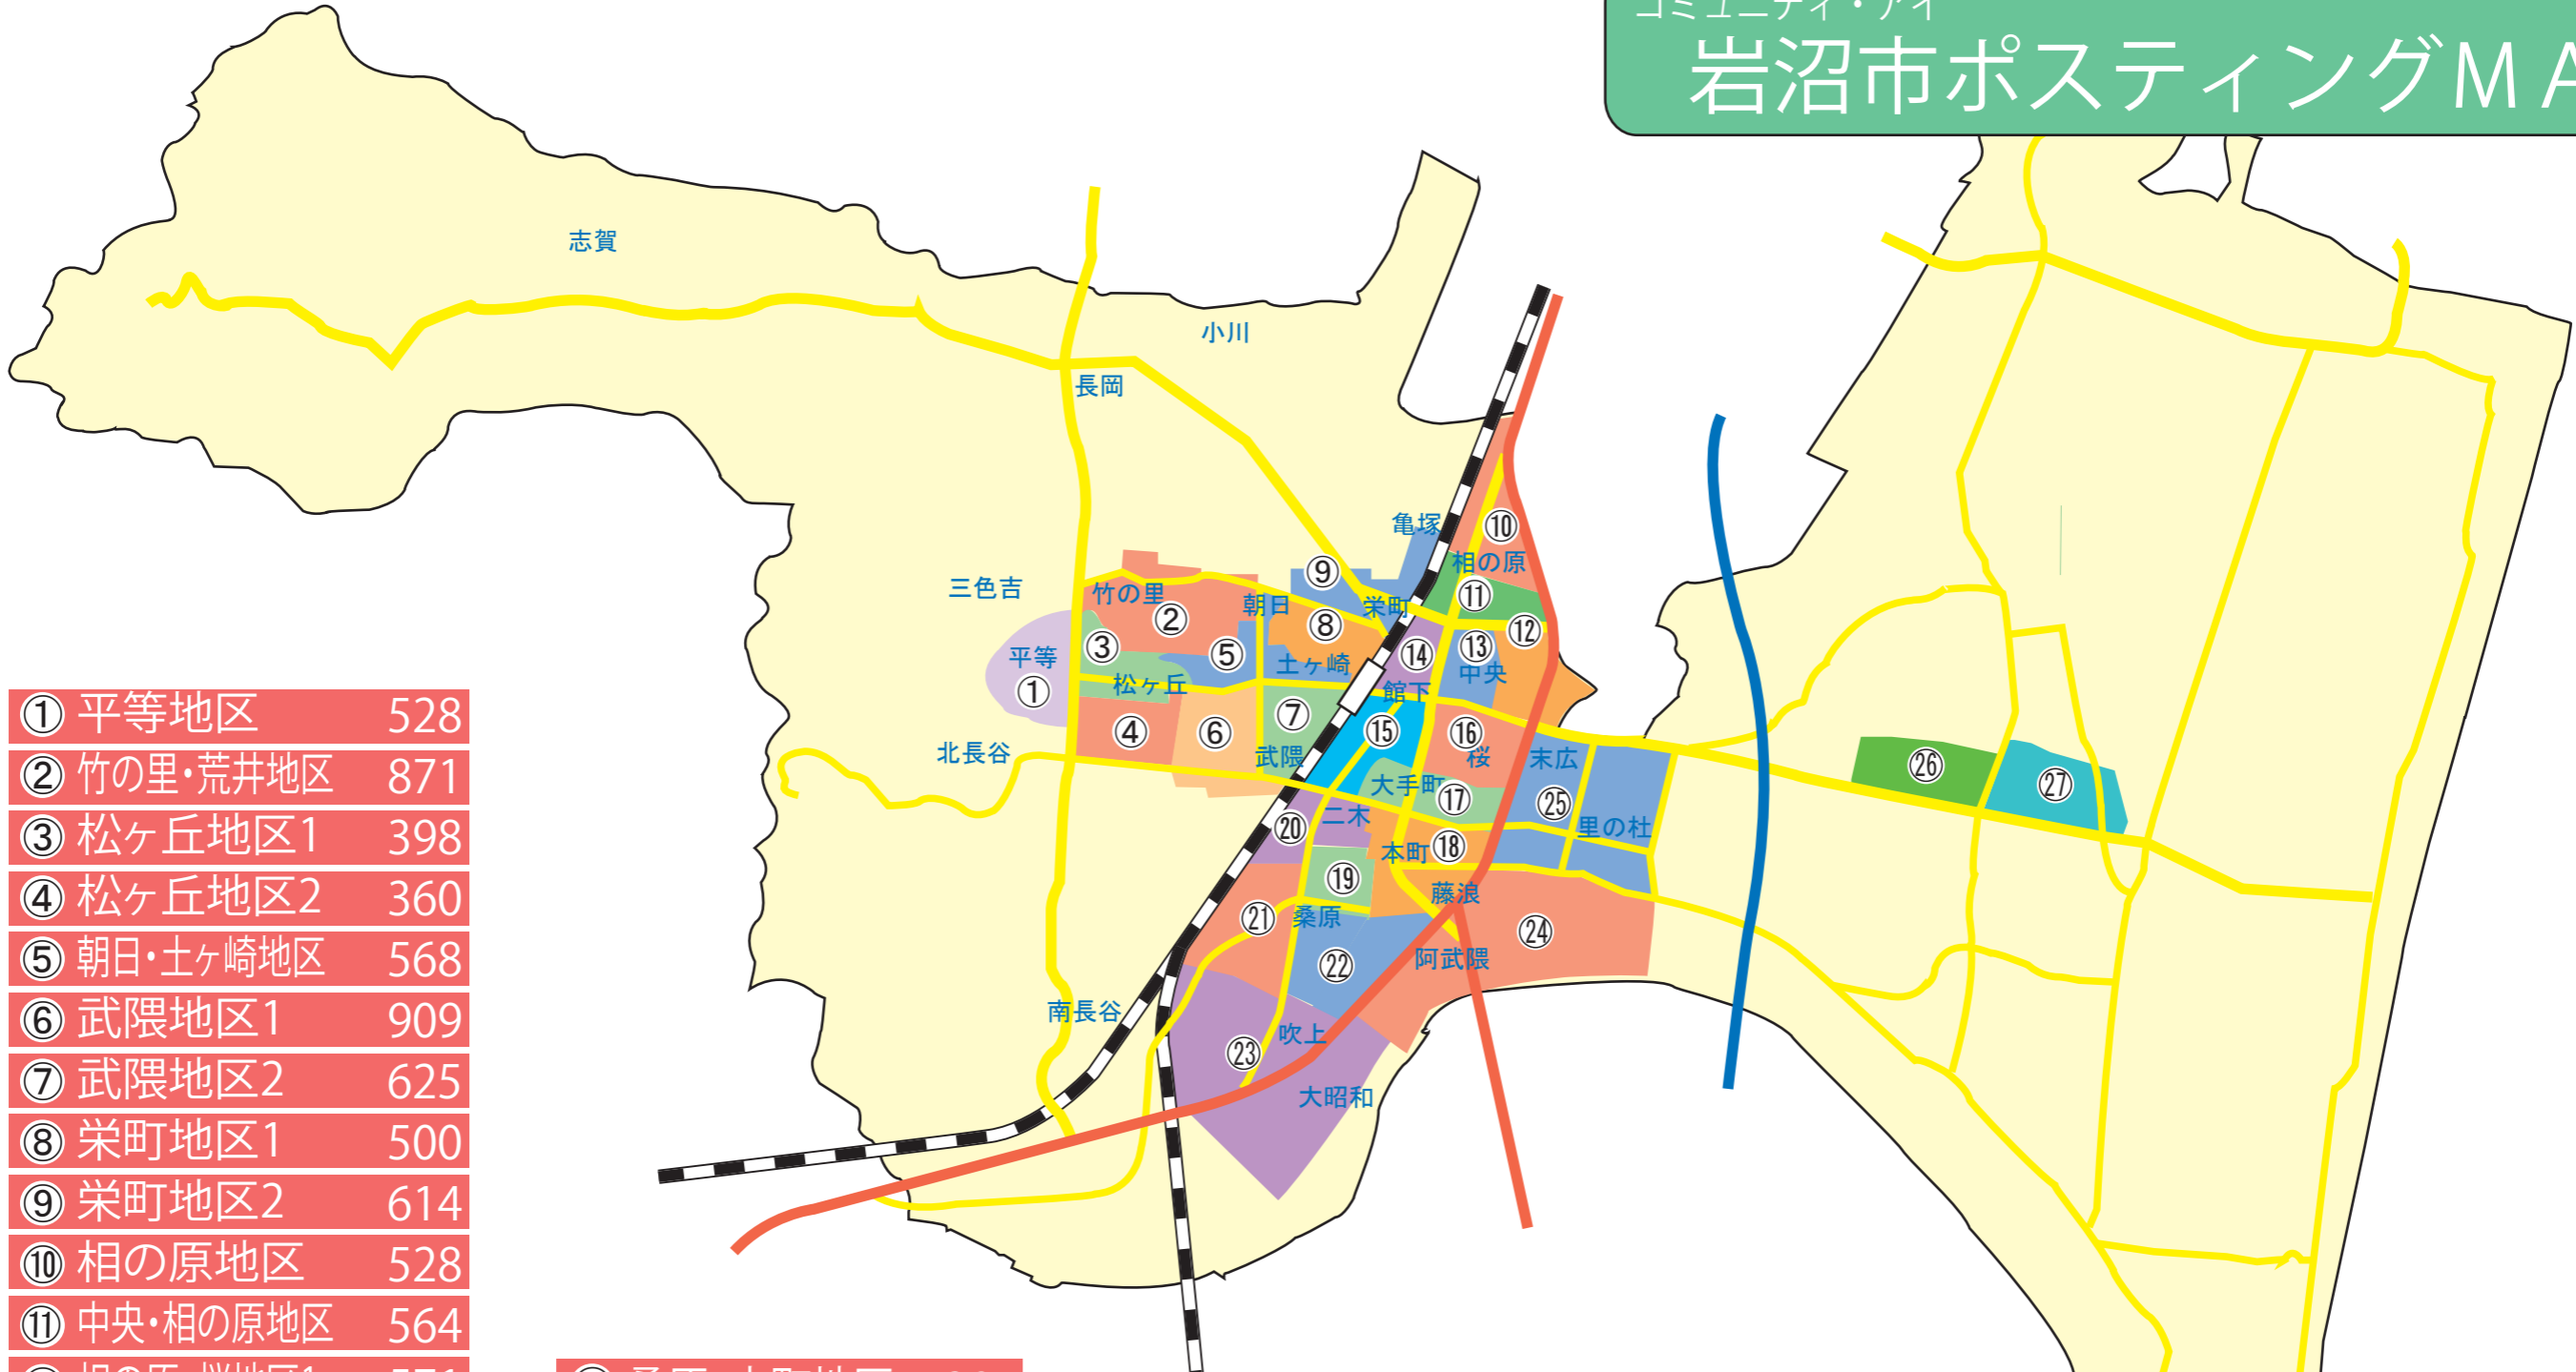 コミュニティ・アイ
岩沼市ポスティングMA
志賀
小川
長岡
亀塚
⑩
相の原
⑨
三色吉
竹の里
朝日
栄町
⑪
②
⑧
⑫
③
⑬
⑤
⑭
平等
土ヶ崎
中央
①
松ヶ丘
館下
④
⑥
⑦
⑮
⑯
北長谷
武隈
桜
末広
㉖
㉗
大手町
⑰
㉕
二木
⑳
里の杜
本町
⑱
⑲
藤浪
㉑
桑原
㉔
㉒
阿武隈
南長谷
吹上
㉓
大昭和
① 平等地区 528
② 竹の里・荒井地区 871
③ 松ヶ丘地区1 398
④ 松ヶ丘地区2 360
⑤ 朝日・土ヶ崎地区 568
⑥ 武隈地区1 909
⑦ 武隈地区2 625
⑧ 栄町地区1 500
⑨ 栄町地区2 614
⑩ 相の原地区 528
⑪ 中央・相の原地区 564